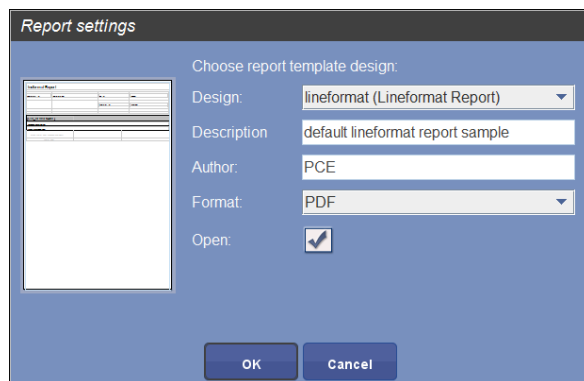 Report settings
Choose report template design:
Design: lineformat (Lineformat Report)
Description default lineformat report sample
Author: PCE
Format: PDF
Open:
OK Cancel